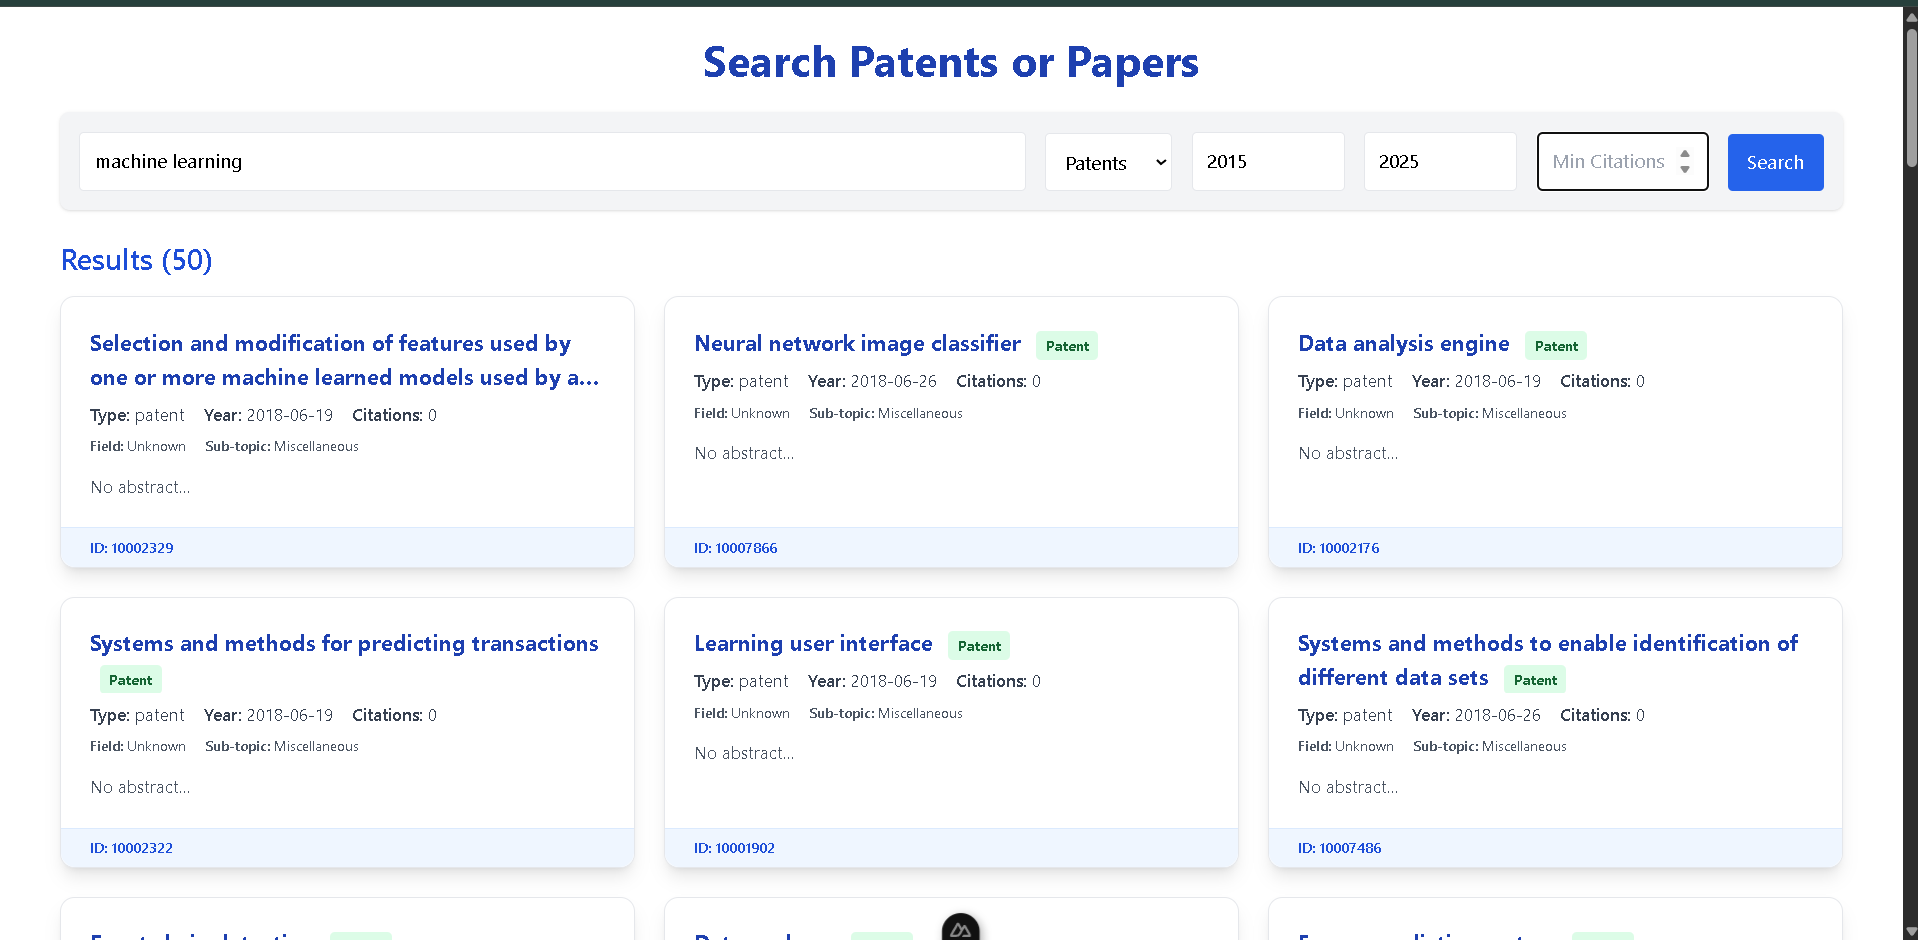 Search Patents or Papers
machine learning
Patents
2015
2025
Min Citations
Search
Results (50)
Selection and modification of features used by
one or more machine learned models used by a...
Type: patent Year: 2018-06-19 Citations: 0
Field: Unknown Sub-topic: Miscellaneous
No abstract...
ID: 10002329
Neural network image classifier Patent
Type: patent Year: 2018-06-26 Citations: 0
Field: Unknown Sub-topic: Miscellaneous
No abstract...
ID: 10007866
Data analysis engine Patent
Type: patent Year: 2018-06-19 Citations: 0
Field: Unknown Sub-topic: Miscellaneous
No abstract...
ID: 10002176
Systems and methods for predicting transactions
Patent
Type: patent Year: 2018-06-19 Citations: 0
Field: Unknown Sub-topic: Miscellaneous
No abstract...
ID: 10002322
Learning user interface Patent
Type: patent Year: 2018-06-19 Citations: 0
Field: Unknown Sub-topic: Miscellaneous
No abstract...
ID: 10001902
Systems and methods to enable identification of
different data sets Patent
Type: patent Year: 2018-06-26 Citations: 0
Field: Unknown Sub-topic: Miscellaneous
No abstract...
ID: 10007486